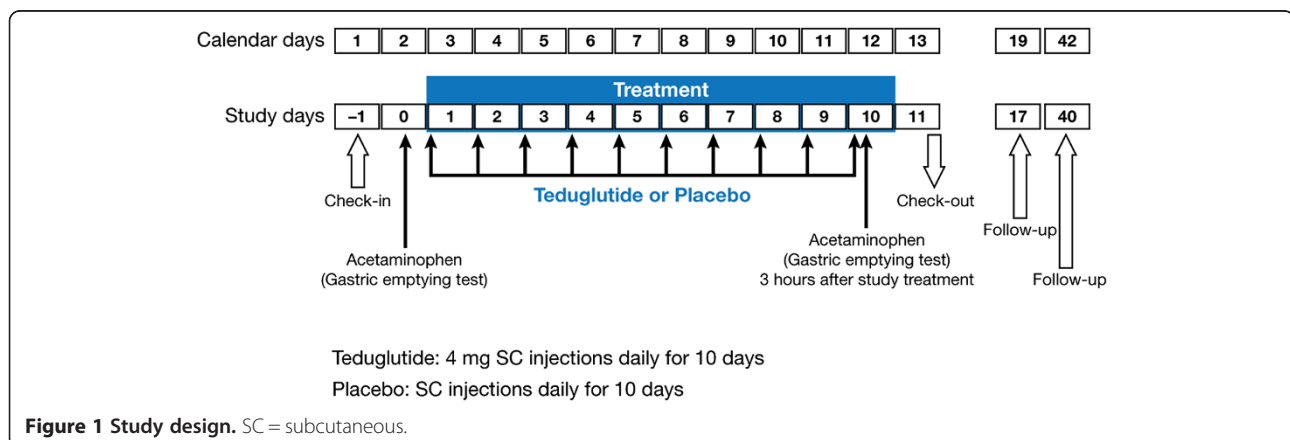 Calendar days 1 2 3 4 5 6 7 8 9 10 11 12 13 19 42
Treatment
Study days –1 0 1 2 3 4 5 6 7 8 9 10 11 17 40
Check-in
Teduglutide or Placebo
Check-out
Acetaminophen
(Gastric emptying test)
Acetaminophen
(Gastric emptying test)
3 hours after study treatment
Follow-up
Follow-up
Teduglutide: 4 mg SC injections daily for 10 days
Placebo: SC injections daily for 10 days
Figure 1 Study design. SC = subcutaneous.